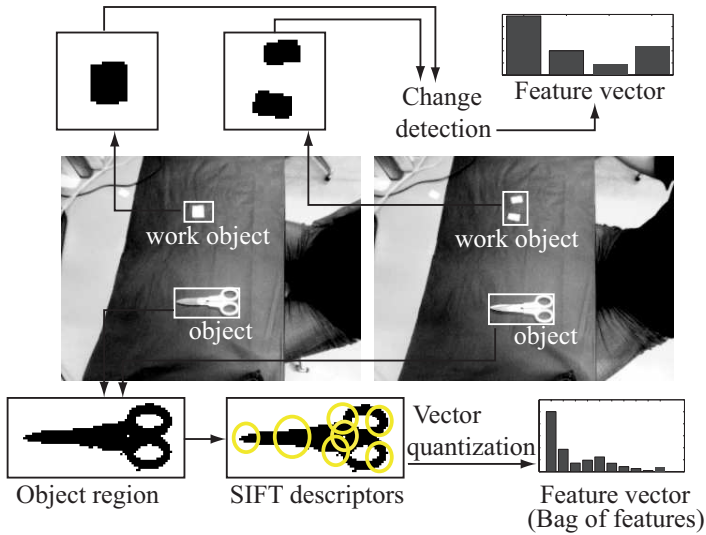 Change
detection
Feature vector
work object
work object
object
object
Vector
quantization
Object region
SIFT descriptors
Feature vector
(Bag of features)